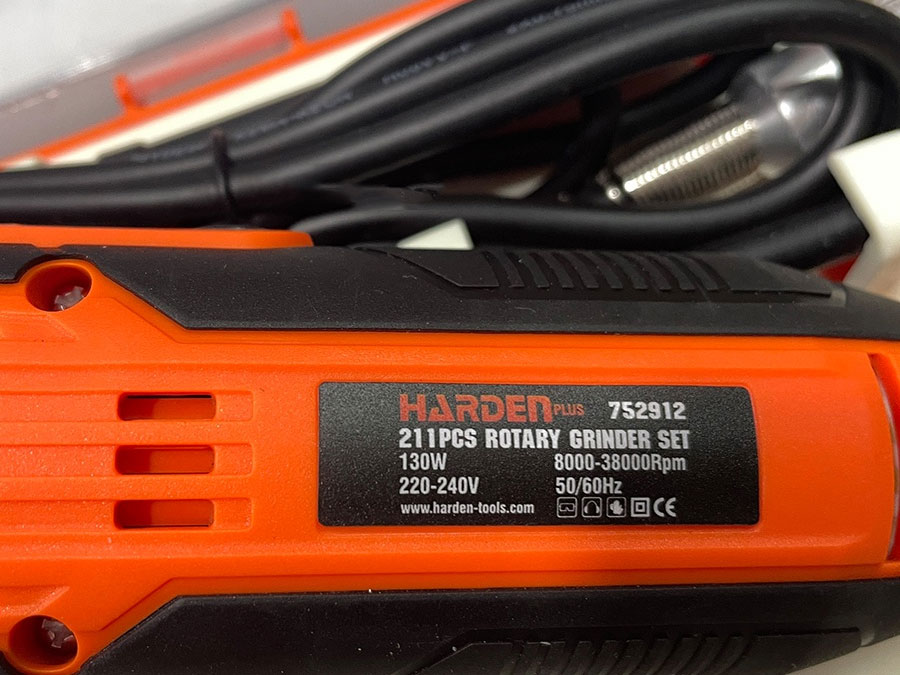 HARDEN PLUS 752912
211PCS ROTARY GRINDER SET
130W 8000-38000Rpm
220-240V 50/60Hz
www.harden-tools.com CE